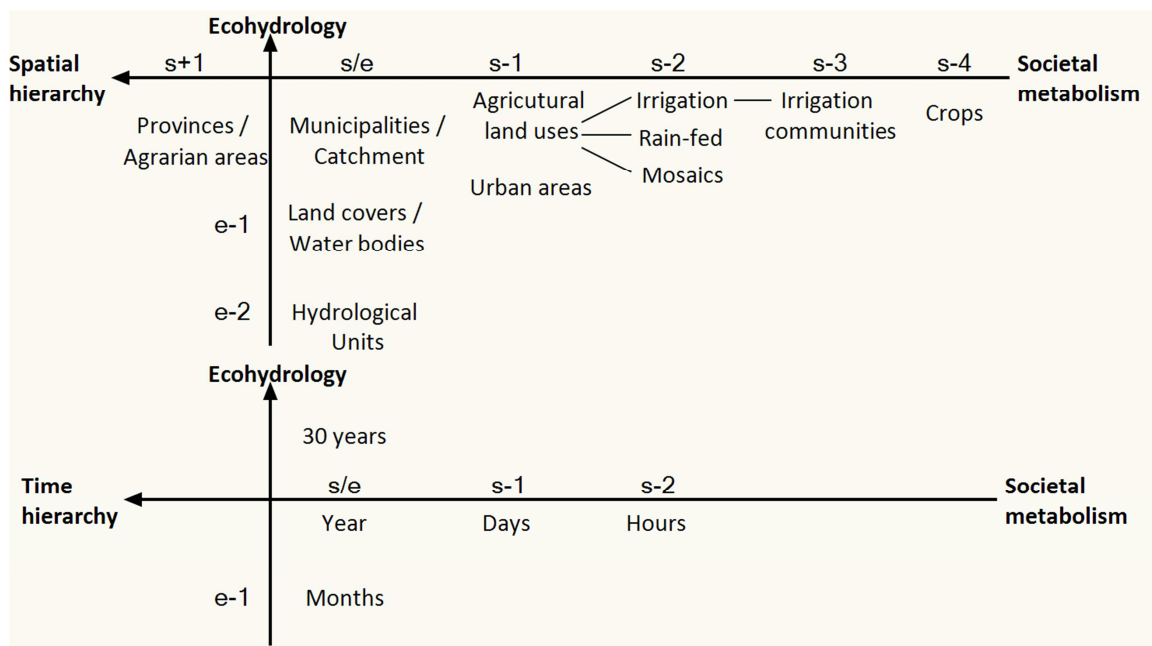 Ecohydrology
Spatial
hierarchy
s+1
s/e
s-1
s-2
s-3
s-4
Societal
metabolism
Provinces /
Agrarian areas
Municipalities /
Catchment
Agricutural
land uses
Urban areas
Irrigation
Rain-fed
Mosaics
Irrigation
communities
Crops
e-1
Land covers /
Water bodies
e-2
Hydrological
Units
Ecohydrology
30 years
Time
hierarchy
s/e
s-1
s-2
Societal
metabolism
Year
Days
Hours
e-1
Months